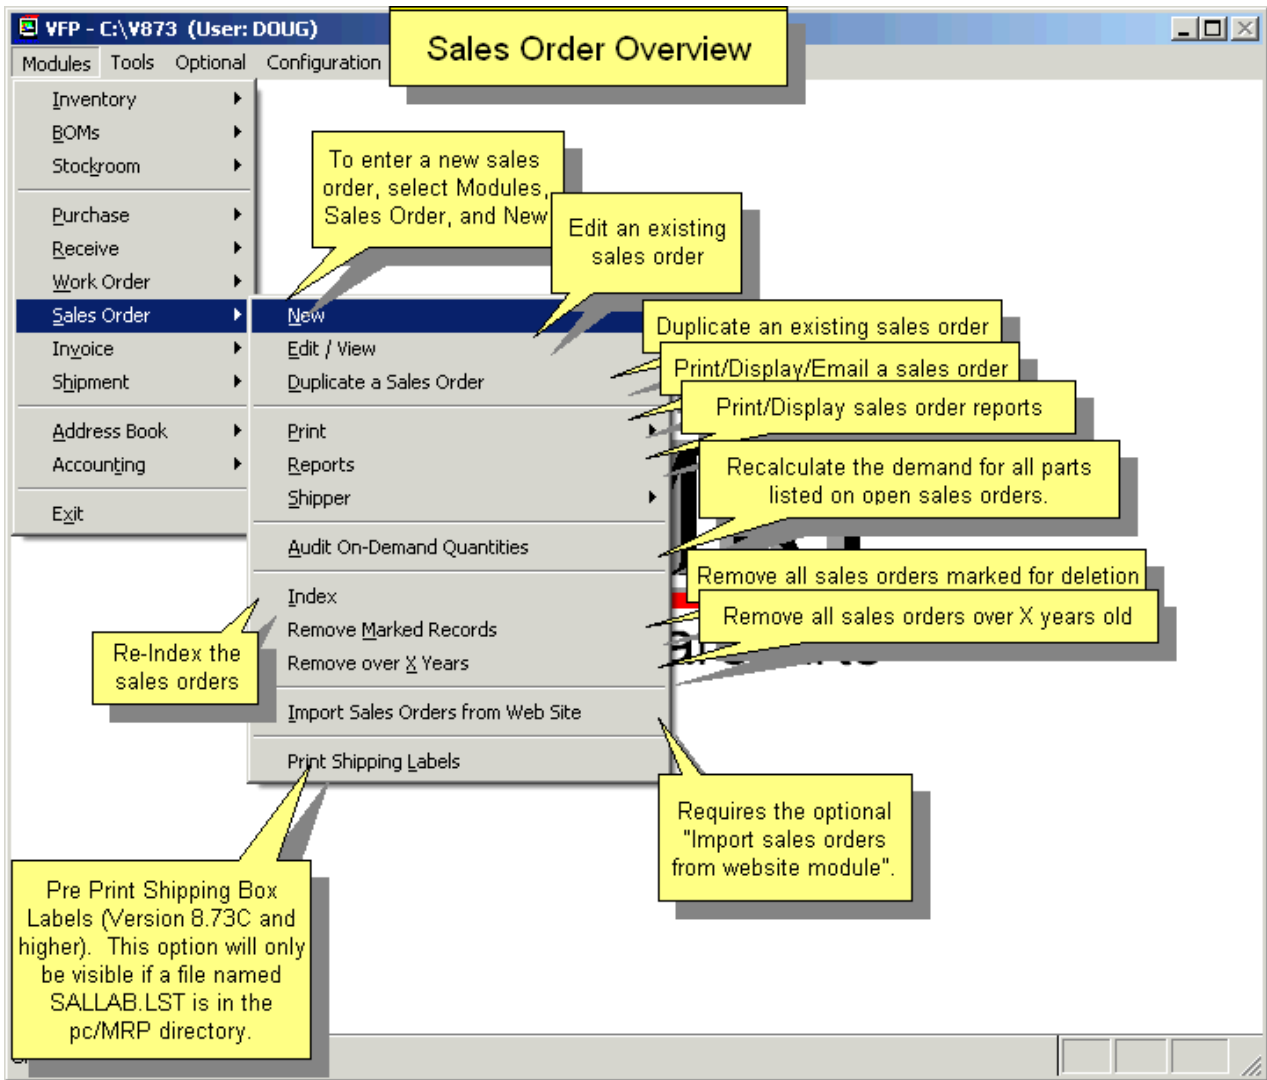 VFP - C:\V873 (User: DOUG)
Sales Order Overview
Modules Tools Optional Configuration
Inventory
BOMs
Stockroom
Purchase
Receive
Work Order
Sales Order
Invoice
Shipment
Address Book
Accounting
Exit
To enter a new sales
order, select Modules,
Sales Order, and New
Edit an existing
sales order
New
Edit / View
Duplicate a Sales Order
Print
Reports
Shipper
Audit On-Demand Quantities
Index
Remove Marked Records
Remove over X Years
Import Sales Orders from Web Site
Print Shipping Labels
Duplicate an existing sales order
Print/Display/Email a sales order
Print/Display sales order reports
Recalculate the demand for all parts
listed on open sales orders.
Remove all sales orders marked for deletion
Remove all sales orders over X years old
Re-Index the
sales orders
Requires the optional
"Import sales orders
from website module".
Pre Print Shipping Box
Labels (Version 8.73C and
higher). This option will only
be visible if a file named
SALLAB.LST is in the
pc/MRP directory.